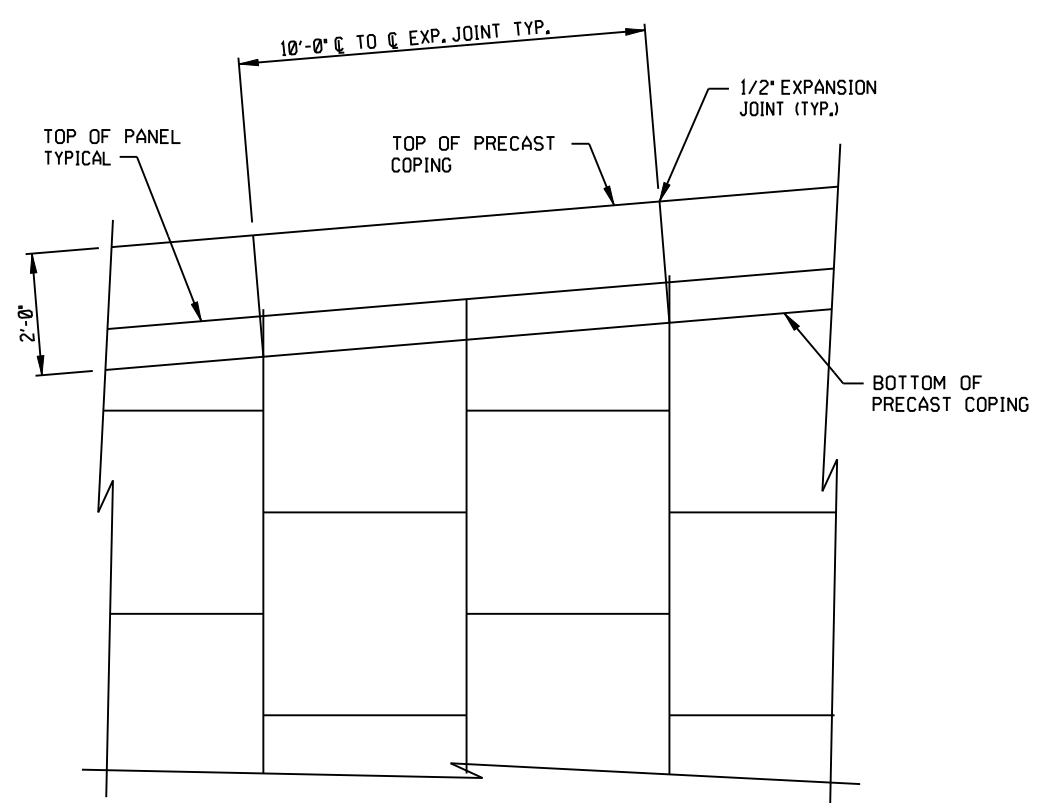 10'-0" ℄ TO ℄ EXP. JOINT TYP.
1/2" EXPANSION
JOINT (TYP.)
TOP OF PANEL
TYPICAL
TOP OF PRECAST
COPING
2'-0"
BOTTOM OF
PRECAST COPING